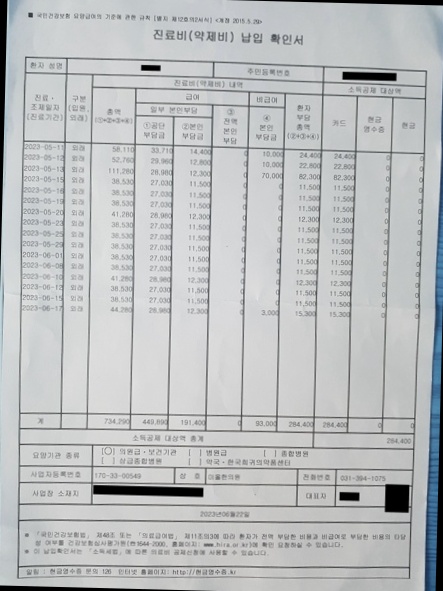 ■ 국민건강보험 요양급여의 기준에 관한 규칙 [별지 제12호의2서식] <개정 2015.5.29>
진료비(약제비) 납입 확인서
환자 성명 주민등록번호
진료비(약제비) 내역 소득공제 대상액
진료·조제일자 (진료기간) 구분 (입원, 외래) 총액 (①+②+③+④) 급여 비급여 환자 부담 총액 (②+③+④) 카드 현금 영수증 현금
일부 본인부담 ③ 전액 본인 부담 ④ 본인 부담금
①공단 부담금 ②본인 부담금
2023-05-11 외래 58,110 33,710 14,400 0 10,000 24,400 24,400 0 0
2023-05-12 외래 52,760 29,960 12,800 0 10,000 22,800 22,800 0 0
2023-05-13 외래 111,280 28,980 12,300 0 70,000 82,300 82,300 0 0
2023-05-15 외래 38,530 27,030 11,500 0 0 11,500 11,500 0 0
2023-05-18 외래 38,530 27,030 11,500 0 0 11,500 11,500 0 0
2023-05-19 외래 38,530 27,030 11,500 0 0 11,500 11,500 0 0
2023-05-20 외래 41,280 28,980 12,300 0 0 12,300 12,300 0 0
2023-05-23 외래 38,530 27,030 11,500 0 0 11,500 11,500 0 0
2023-05-25 외래 38,530 27,030 11,500 0 0 11,500 11,500 0 0
2023-05-29 외래 38,530 27,030 11,500 0 0 11,500 11,500 0 0
2023-06-01 외래 38,530 27,030 11,500 0 0 11,500 11,500 0 0
2023-06-08 외래 38,530 27,030 11,500 0 0 11,500 11,500 0 0
2023-06-10 외래 41,280 28,980 12,300 0 0 12,300 12,300 0 0
2023-06-12 외래 38,530 27,030 11,500 0 0 11,500 11,500 0 0
2023-06-15 외래 38,530 27,030 11,500 0 0 11,500 11,500 0 0
2023-06-17 외래 44,280 28,980 12,300 0 3,000 15,300 15,300 0 0
계 734,290 449,890 191,400 0 93,000 284,400 284,400 0 0
소득공제 대상액 총계 284,400
요양기관 종류 [○] 의원급·보건기관 [ ] 병원급 [ ] 종합병원
[ ] 상급종합병원 [ ] 약국·한국희귀의약품센터
사업자등록번호 170-33-00549 상 호 더올한의원 전화번호 031-394-1075
사업장 소재지 대표자
2023년06월22일
■ 「국민건강보험법」 제48조 또는 「의료급여법」 제11조의3에 따라 환자가 전액 부담한 비용과 비급여로 부담한 비용의 타당
성 여부를 건강보험심사평가원(☎1644-2000, 홈페이지: www.hira.or.kr)에 확인 요청하실 수 있습니다.
■ 이 납입확인서는 「소득세법」에 따른 의료비 공제신청에 사용할 수 있습니다.
알림 : 현금영수증 문의 126 인터넷 홈페이지: http://현금영수증.kr